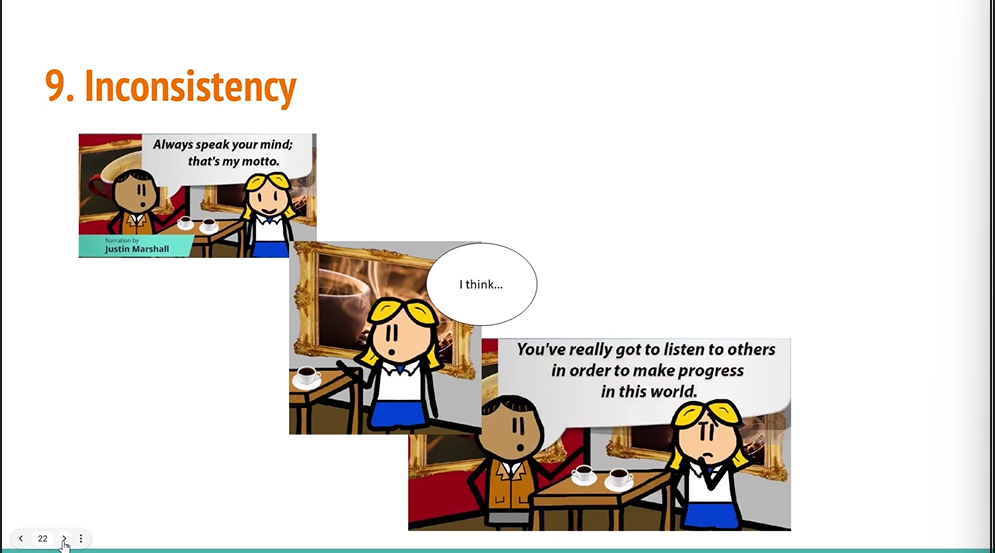 9. Inconsistency
Always speak your mind;
that's my motto.
Narration by
Justin Marshall
I think...
You've really got to listen to others
in order to make progress
in this world.
22